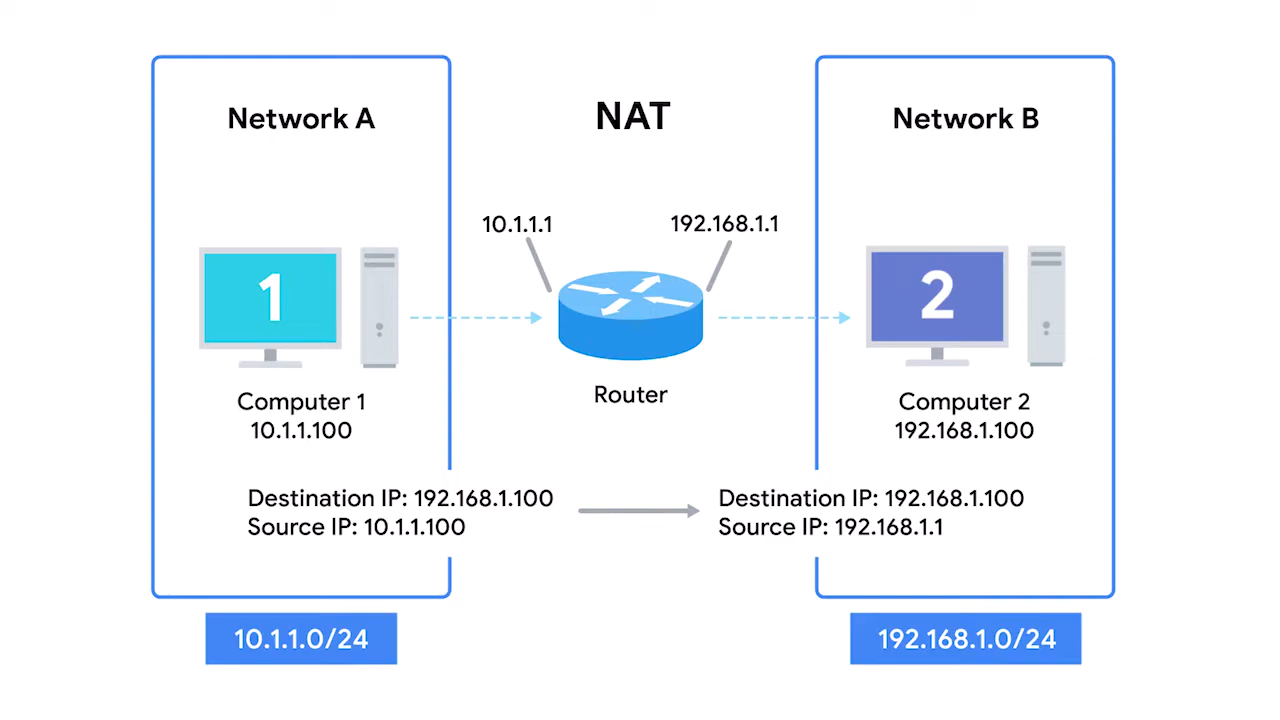 Network A
NAT
Network B
10.1.1.1
192.168.1.1
1
2
Router
Computer 1
10.1.1.100
Computer 2
192.168.1.100
Destination IP: 192.168.1.100
Source IP: 10.1.1.100
Destination IP: 192.168.1.100
Source IP: 192.168.1.1
10.1.1.0/24
192.168.1.0/24